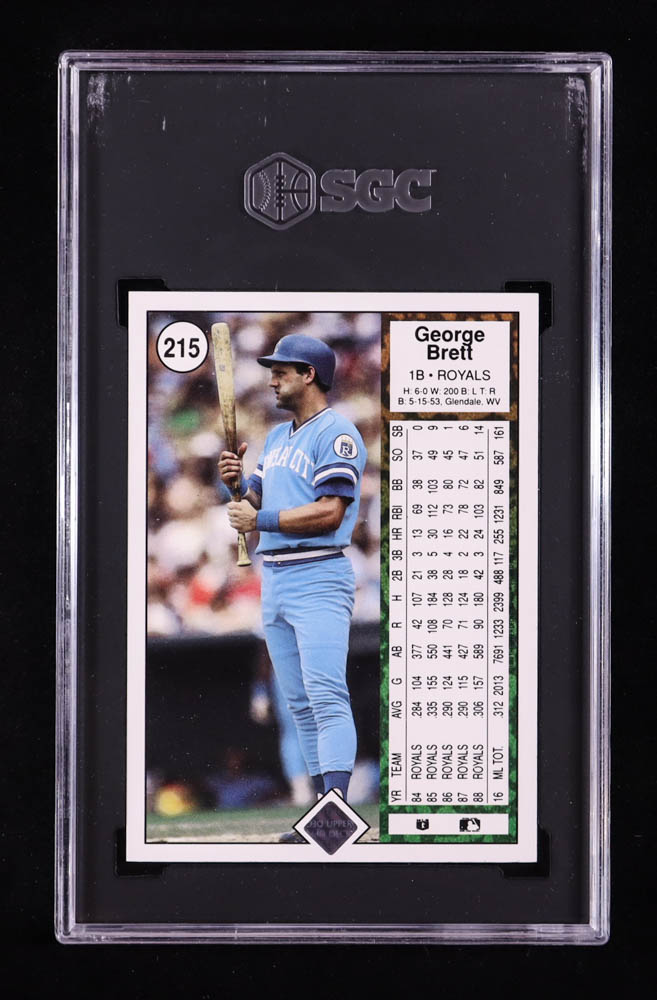 SGC
215
George
Brett
1B • ROYALS
H: 6-0 W: 200 B: L T: R
B: 5-15-53, Glendale, WV
R
YR TEAM AVG G AB R H 2B 3B HR RBI BB SO SB
84 ROYALS .284 104 377 42 107 21 3 13 69 38 37 0
85 ROYALS .335 155 550 108 184 38 5 30 112 103 49 9
86 ROYALS .290 124 441 70 128 28 4 16 73 80 45 1
87 ROYALS .290 115 427 71 124 18 2 22 78 72 47 6
88 ROYALS .306 157 589 90 180 42 3 24 103 82 51 14
16 ML TOT. .312 2013 7691 1233 2399 488 117 255 1231 849 587 161